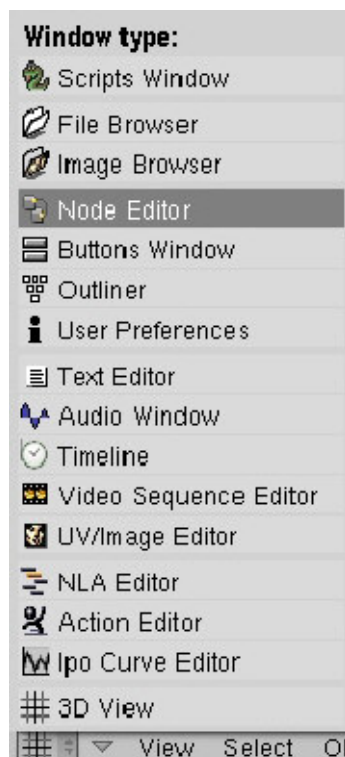 Window type:
Scripts Window
File Browser
Image Browser
Node Editor
Buttons Window
Outliner
User Preferences
Text Editor
Audio Window
Timeline
Video Sequence Editor
UV/Image Editor
NLA Editor
Action Editor
Ipo Curve Editor
3D View
View Select